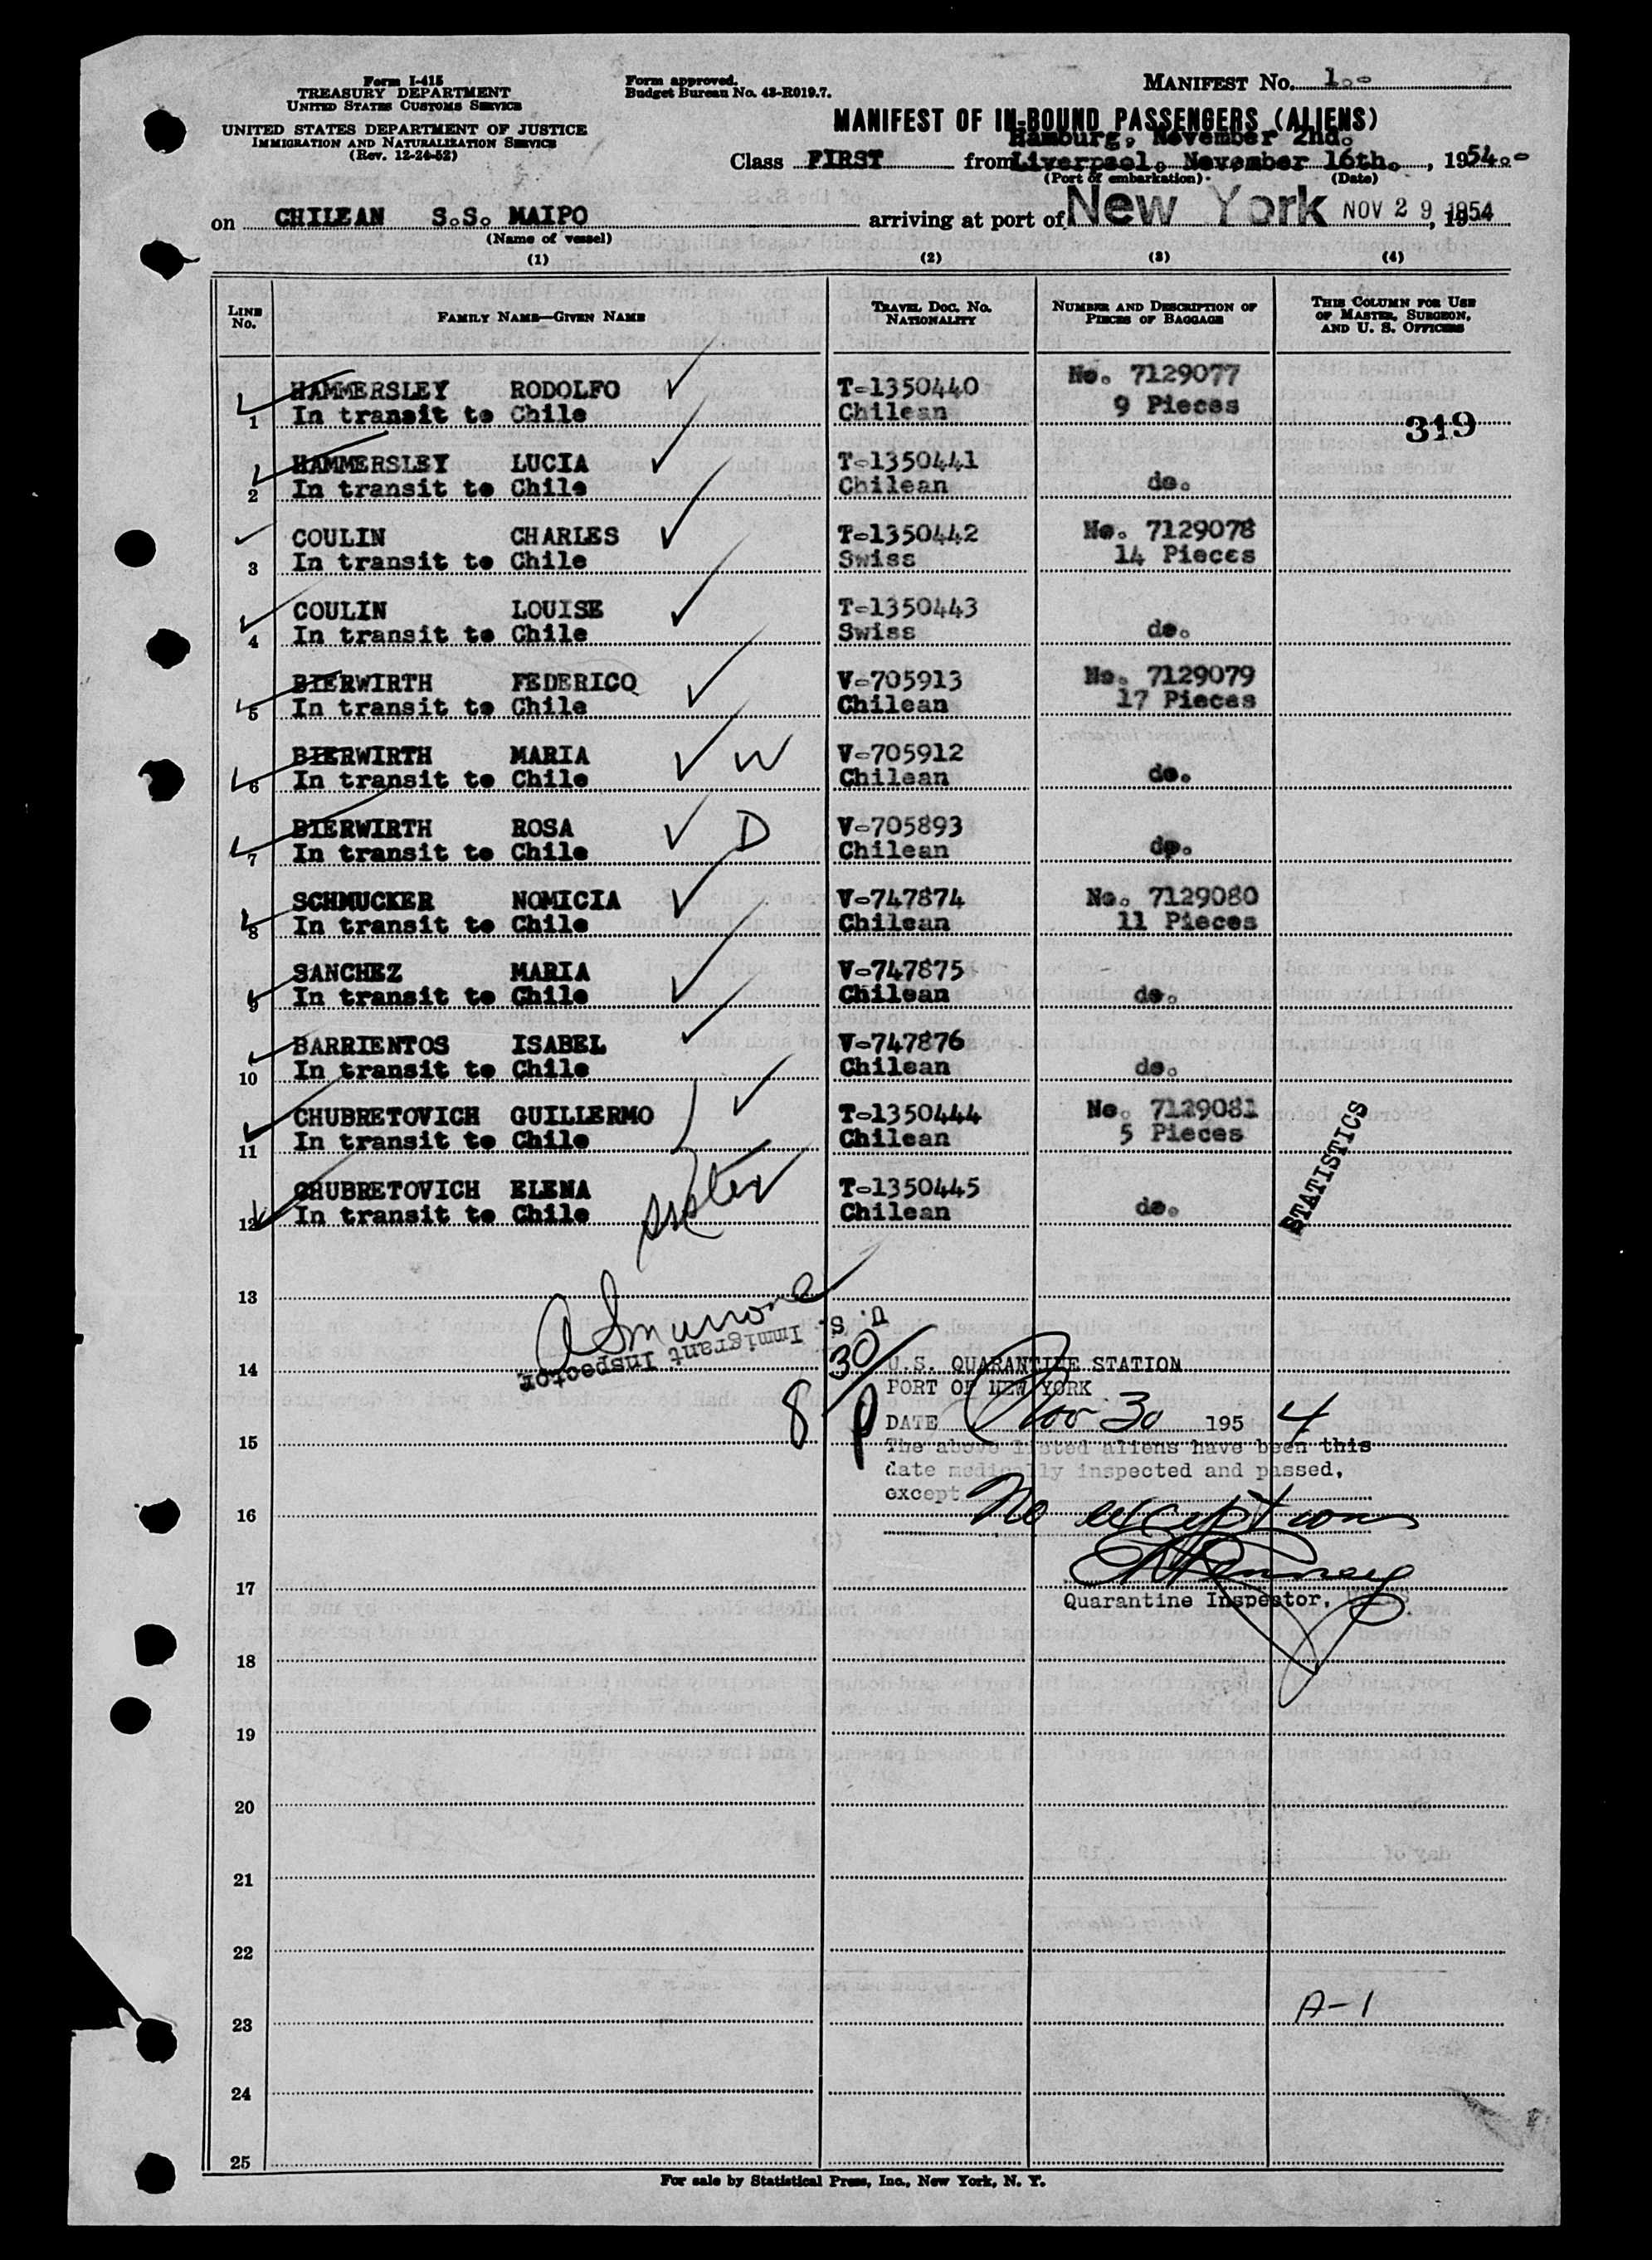 Form I-415
TREASURY DEPARTMENT
UNITED STATES CUSTOMS SERVICE
UNITED STATES DEPARTMENT OF JUSTICE
IMMIGRATION AND NATURALIZATION SERVICE
(Rev. 12-24-52)
Form approved.
Budget Bureau No. 43-R019.7.
MANIFEST NO. 1.-
MANIFEST OF IN-BOUND PASSENGERS (ALIENS)
Hamburg, November 2nd.
Class FIRST from Liverpool, November 16th. , 1954.-
(Port of embarkation) (Date)
on CHILEAN S.S. MAIPO arriving at port of New York NOV 29 1954, 1954
(Name of vessel)
(1) (2) (3) (4)
LINE NO. FAMILY NAME—GIVEN NAME TRAVEL DOC. NO. NATIONALITY NUMBER AND DESCRIPTION OF PIECES OF BAGGAGE THIS COLUMN FOR USE OF MASTER, SURGEON, AND U. S. OFFICERS
HAMMERSLEY RODOLFO T-1350440 No. 7129077
1 In transit to Chile Chilean 9 Pieces 319
HAMMERSLEY LUCIA T-1350441
2 In transit to Chile Chilean do.
COULIN CHARLES T-1350442 No. 7129078
3 In transit to Chile Swiss 14 Pieces
COULIN LOUISE T-1350443
4 In transit to Chile Swiss do.
BIERWIRTH FEDERICO V-705913 No. 7129079
5 In transit to Chile Chilean 17 Pieces
BIERWIRTH MARIA W V-705912
6 In transit to Chile Chilean do.
BIERWIRTH ROSA D V-705893
7 In transit to Chile Chilean do.
SCHMUCKER NOMICIA V-747874 No. 7129080
8 In transit to Chile Chilean 11 Pieces
SANCHEZ MARIA V-747875
9 In transit to Chile Chilean do.
BARRIENTOS ISABEL V-747876
10 In transit to Chile Chilean do.
CHUBRETOVICH GUILLERMO T-1350444 No. 7129081
11 In transit to Chile Chilean 5 Pieces
STATISTICS
CHUBRETOVICH ELENA sister T-1350445
12 In transit to Chile Chilean do.
13
U. S. Immigrant Inspector
14
8 30/ P
U.S. QUARANTINE STATION
PORT OF NEW YORK
DATE Nov 30 1954
15
The above listed aliens have been this
date medically inspected and passed,
except No exceptions
16
17
Quarantine Inspector,
18
19
20
21
22
A-1
23
24
25
For sale by Statistical Press, Inc., New York, N. Y.